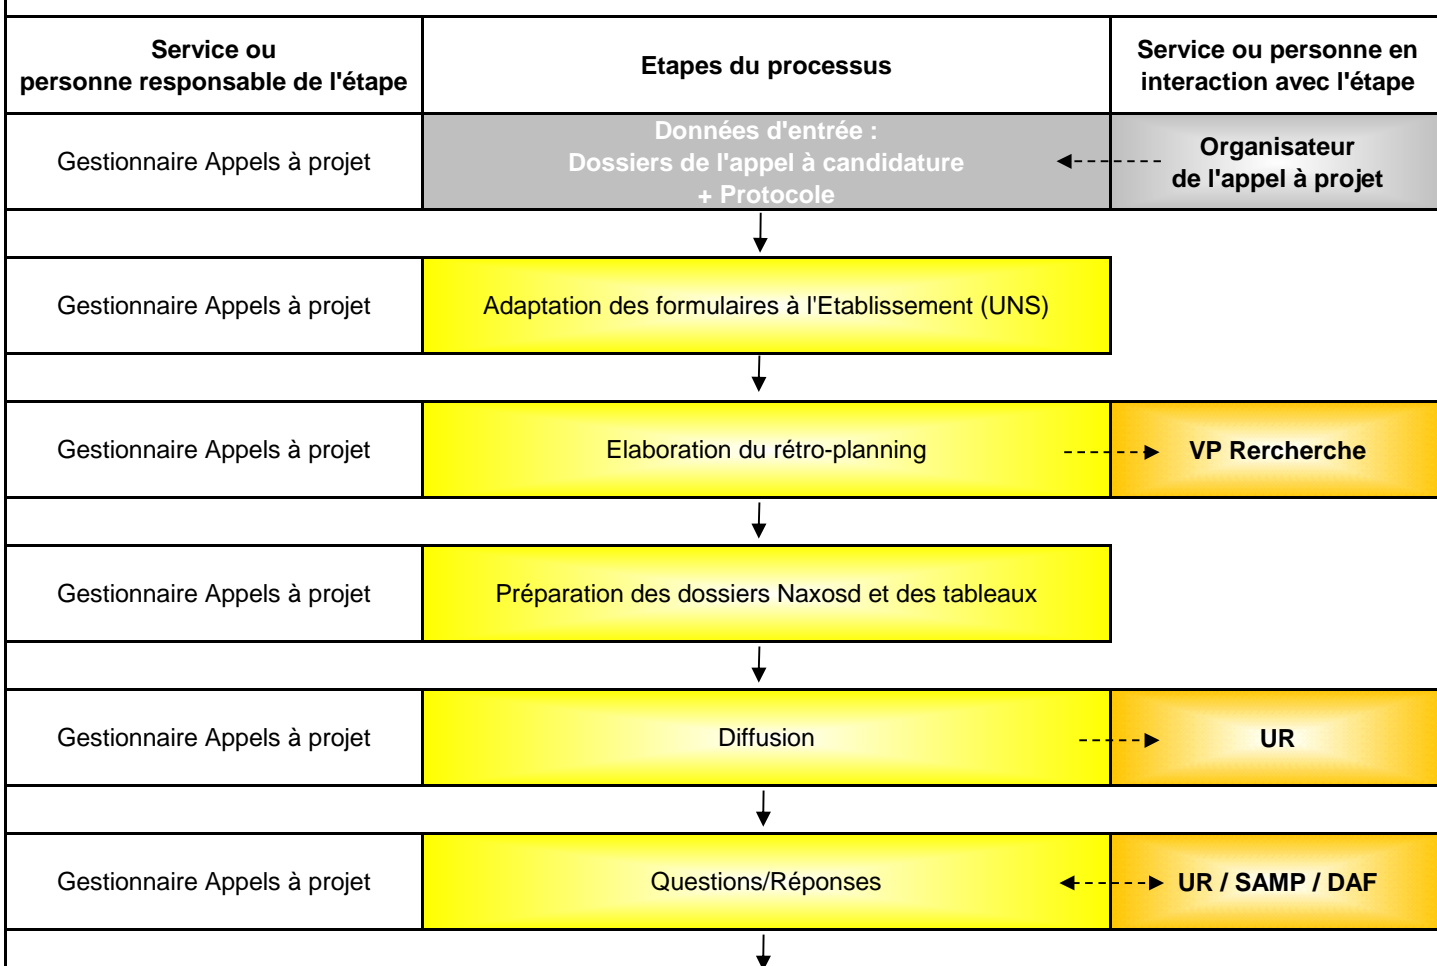 Service ou
personne responsable de l'étape
Etapes du processus
Service ou personne en
interaction avec l'étape
Gestionnaire Appels à projet
Données d'entrée :
Dossiers de l'appel à candidature
+ Protocole
Organisateur
de l'appel à projet
Gestionnaire Appels à projet
Adaptation des formulaires à l'Etablissement (UNS)
Gestionnaire Appels à projet
Elaboration du rétro-planning
VP Rercherche
Gestionnaire Appels à projet
Préparation des dossiers Naxosd et des tableaux
Gestionnaire Appels à projet
Diffusion
UR
Gestionnaire Appels à projet
Questions/Réponses
UR / SAMP / DAF